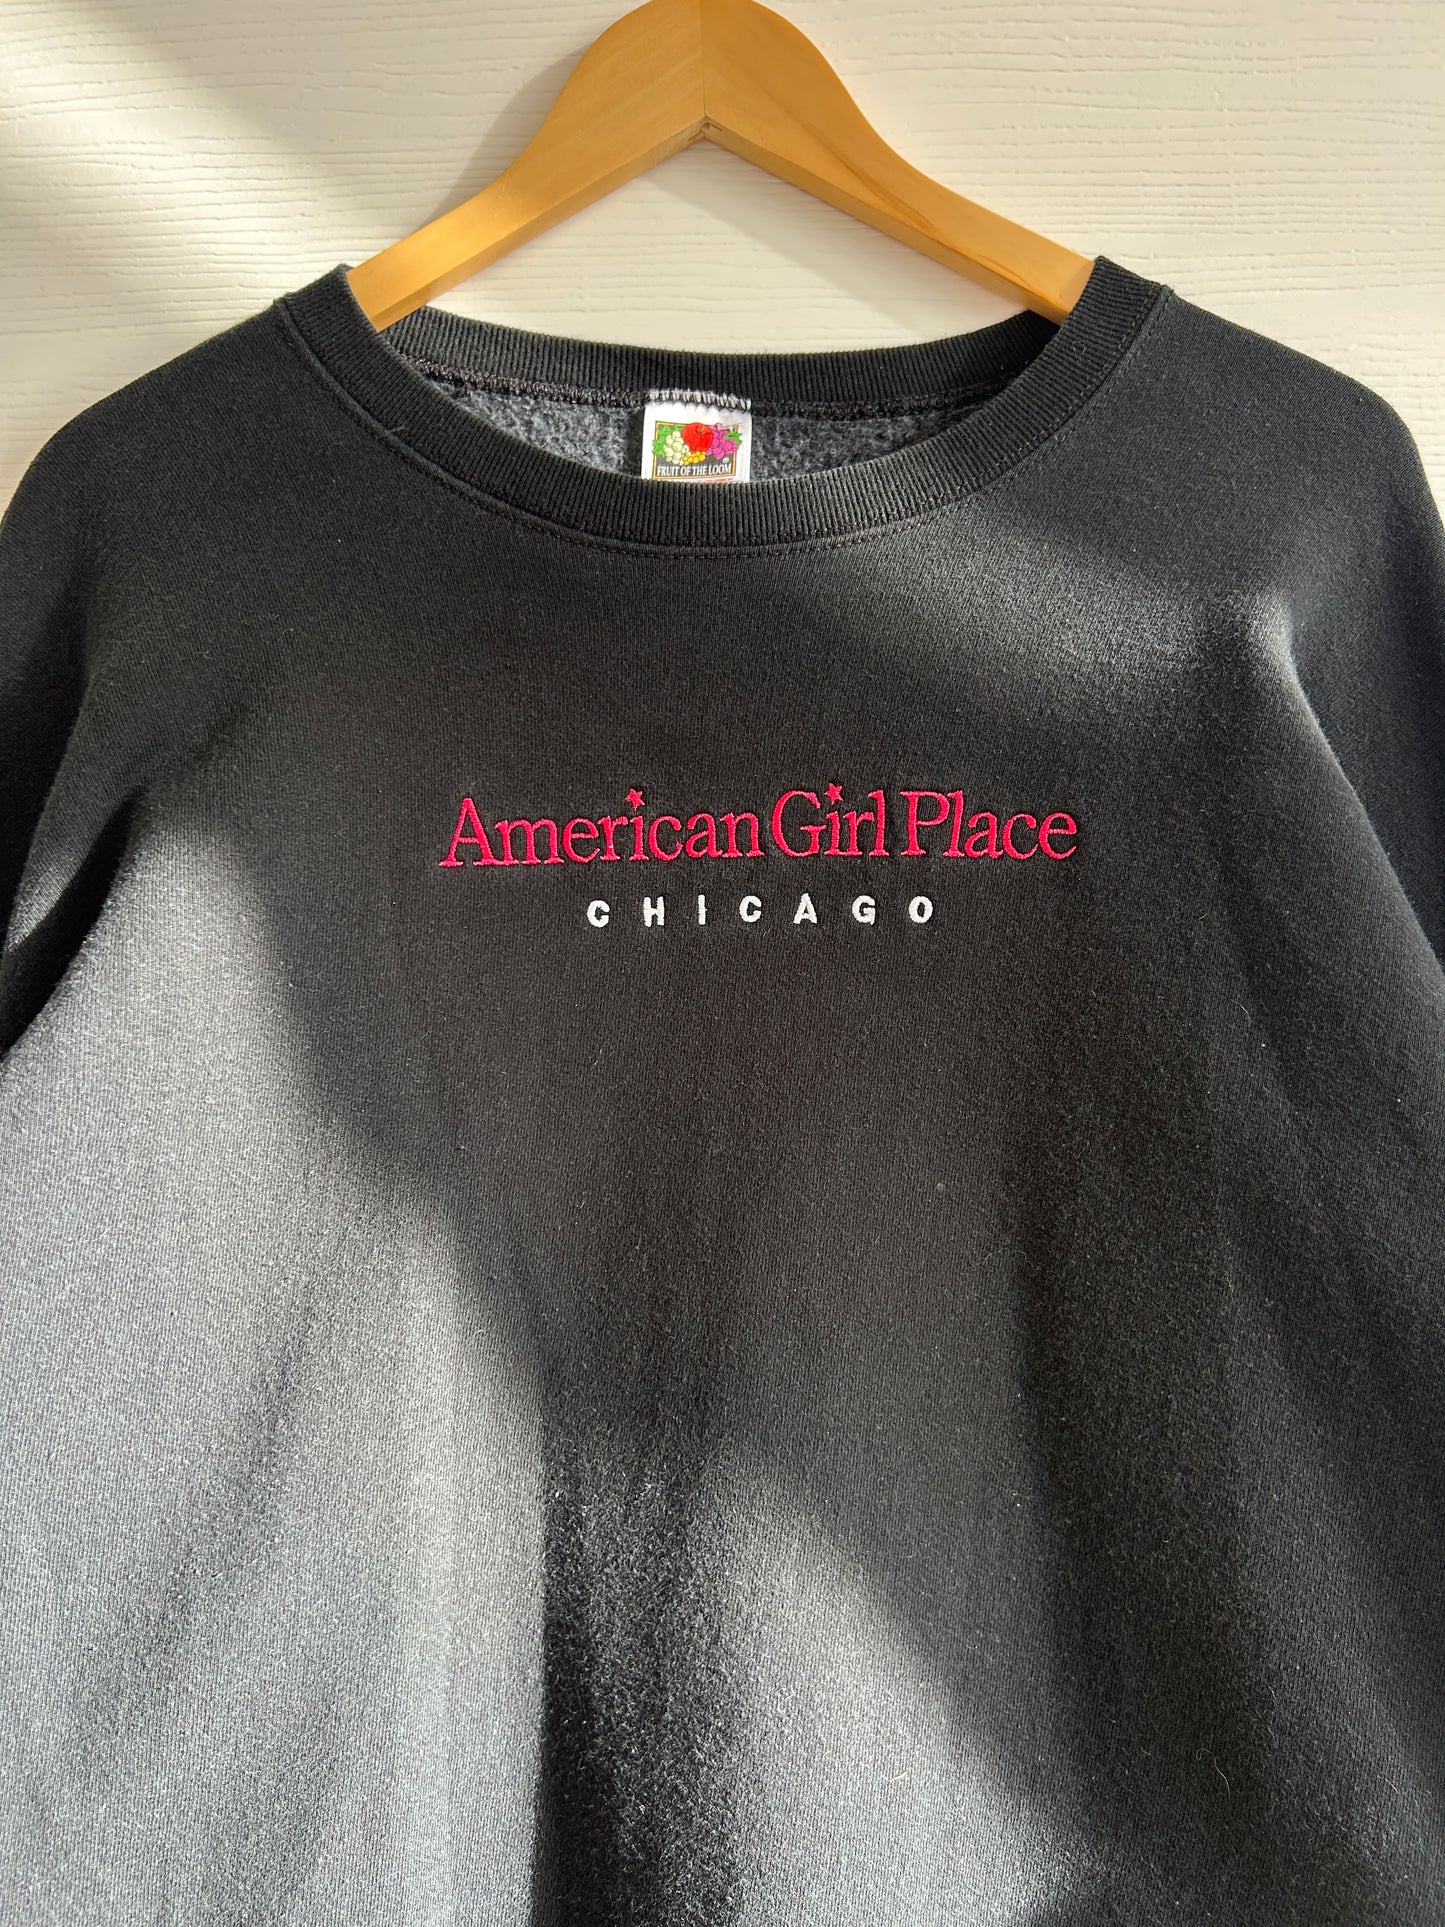 FRUIT OF THE LOOM®
American Girl Place
CHICAGO